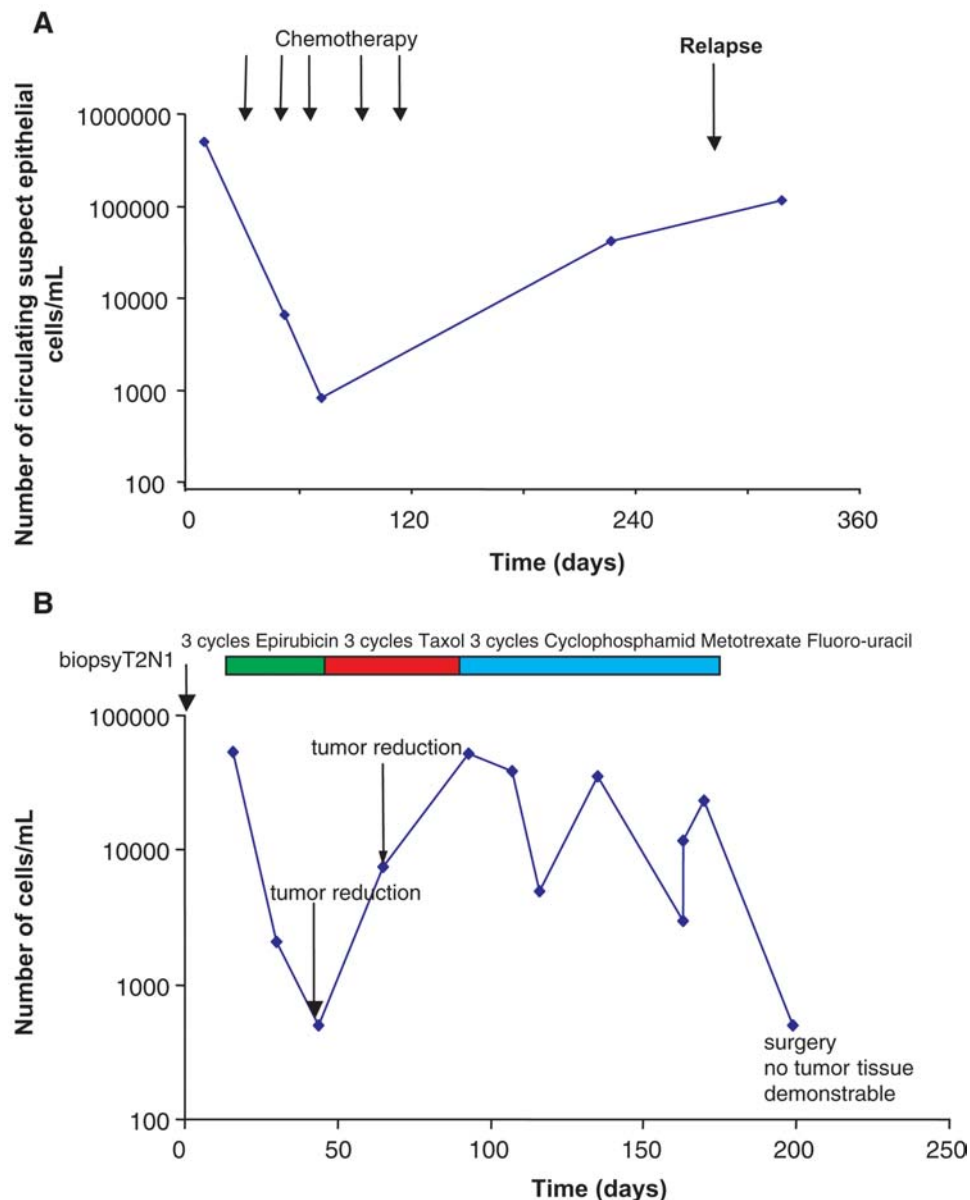 A
Chemotherapy
Relapse
Number of circulating suspect epithelial
cells/mL
1000000
100000
10000
1000
100
0
120
240
360
Time (days)
B
3 cycles Epirubicin 3 cycles Taxol 3 cycles Cyclophosphamid Metotrexate Fluoro-uracil
biopsyT2N1
Number of cells/mL
100000
tumor reduction
10000
tumor reduction
1000
surgery
no tumor tissue
demonstrable
100
0
50
100
150
200
250
Time (days)